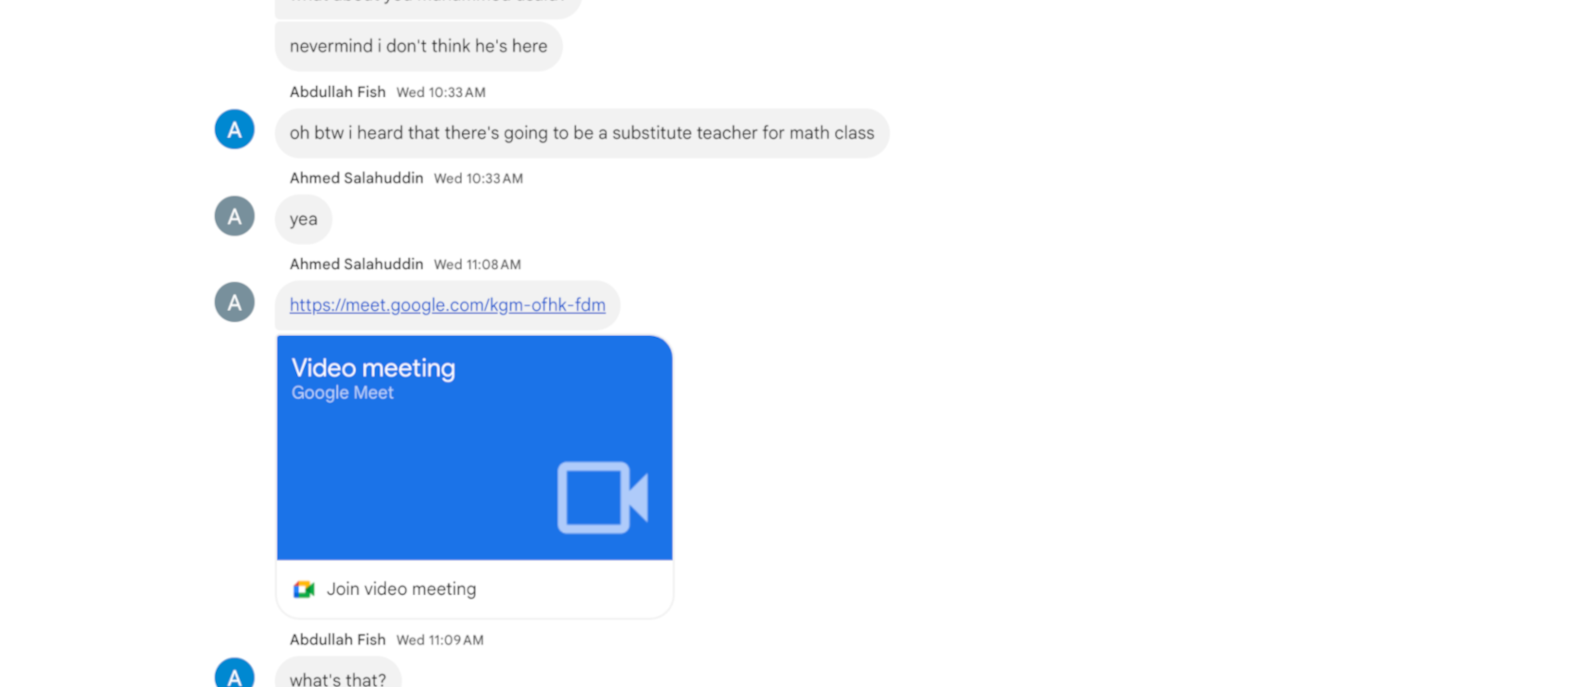 nevermind i don't think he's here
Abdullah Fish Wed 10:33 AM
A
oh btw i heard that there's going to be a substitute teacher for math class
Ahmed Salahuddin Wed 10:33 AM
A
yea
Ahmed Salahuddin Wed 11:08 AM
A
https://meet.google.com/kgm-ofhk-fdm
Video meeting
Google Meet
Join video meeting
Abdullah Fish Wed 11:09 AM
A
what's that?